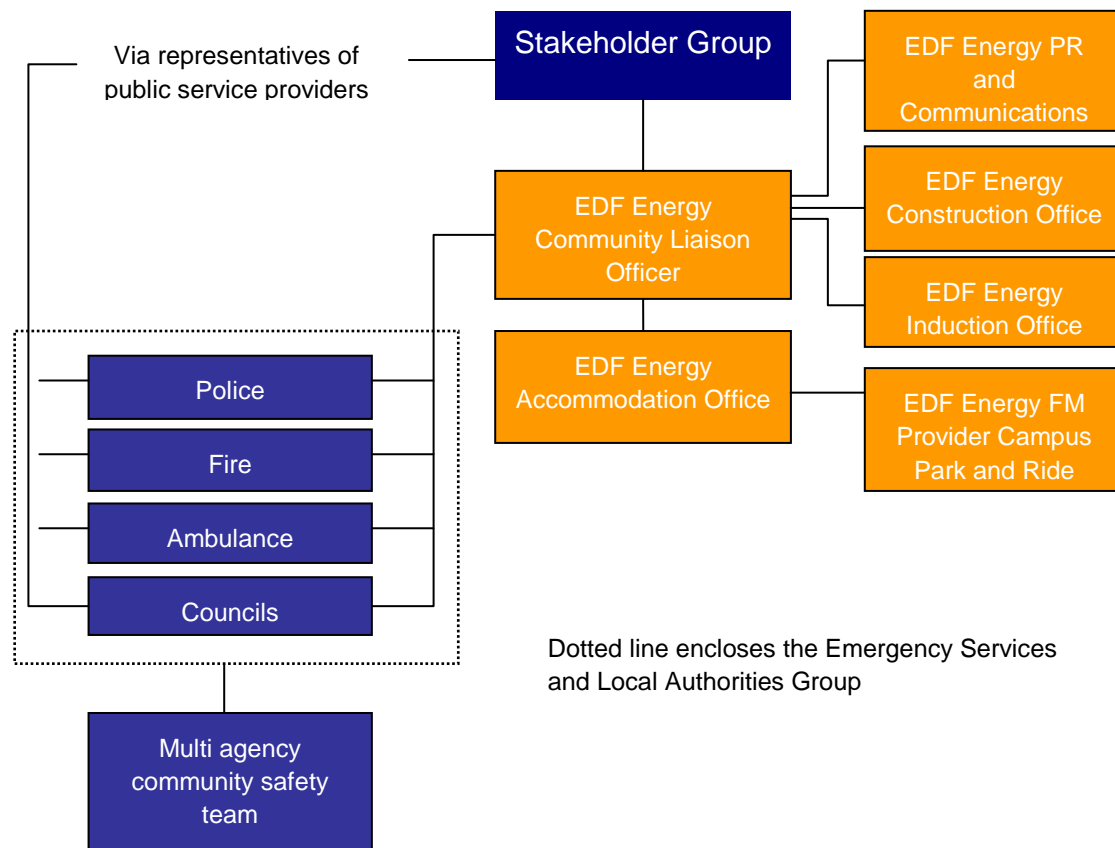 Via representatives of
public service providers
Stakeholder Group
EDF Energy PR
and
Communications
EDF Energy
Community Liaison
Officer
EDF Energy
Construction Office
EDF Energy
Induction Office
EDF Energy
Accommodation Office
EDF Energy FM
Provider Campus
Park and Ride
Police
Fire
Ambulance
Councils
Dotted line encloses the Emergency Services
and Local Authorities Group
Multi agency
community safety
team